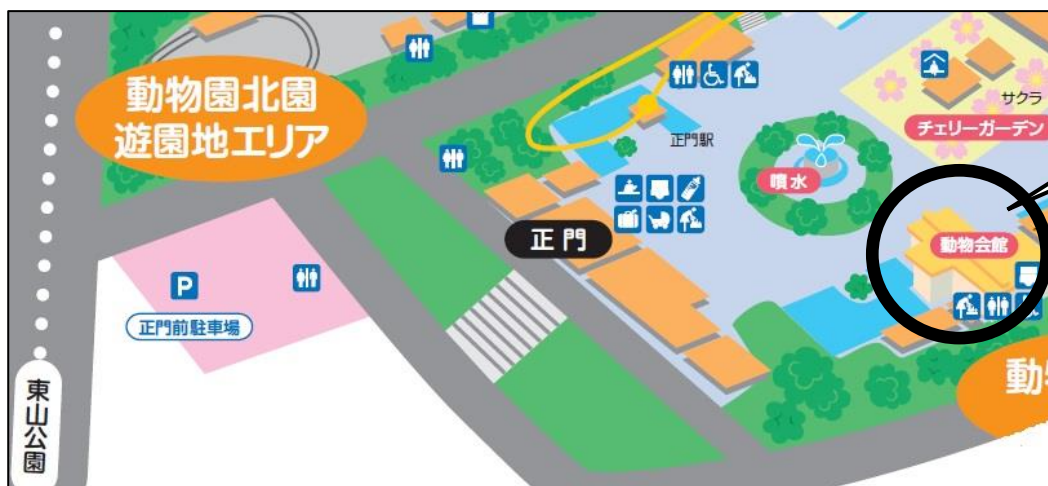 動物園北園
遊園地エリア
正門駅
サクラ
チェリーガーデン
噴水
正門
動物会館
P
正門前駐車場
東山公園
動